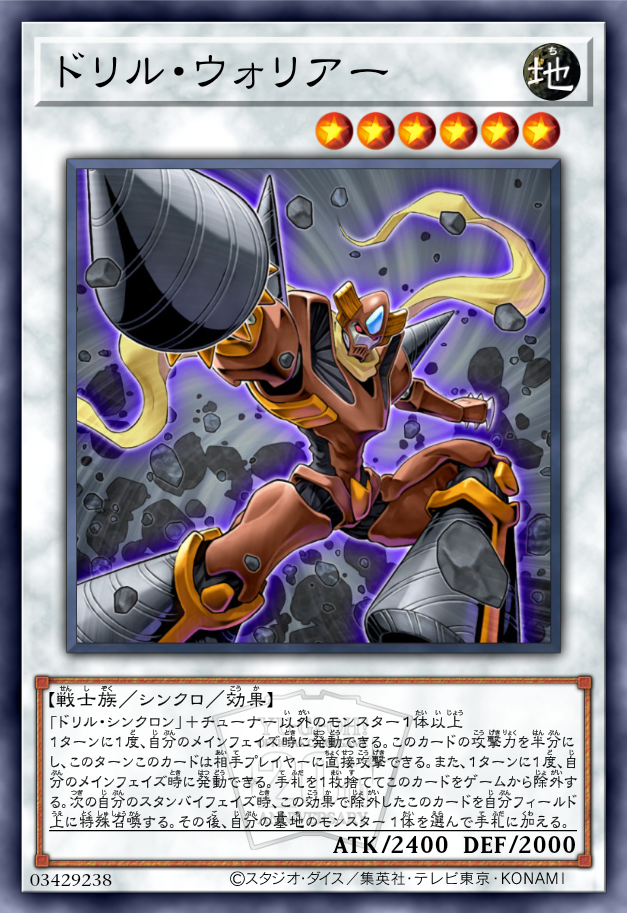 ドリル・ウォリアー
地
【戦士族／シンクロ／効果】
「ドリル・シンクロン」＋チューナー以外のモンスター１体以上
１ターンに１度、自分のメインフェイズ時に発動できる。このカードの攻撃力を半分に
し、このターンこのカードは相手プレイヤーに直接攻撃できる。また、１ターンに１度、自
分のメインフェイズ時に発動できる。手札を１枚捨ててこのカードをゲームから除外す
る。次の自分のスタンバイフェイズ時、この効果で除外したこのカードを自分フィールド
上に特殊召喚する。その後、自分の墓地のモンスター１体を選んで手札に加える。
ATK/2400 DEF/2000
03429238 ©スタジオ・ダイス／集英社・テレビ東京・KONAMI